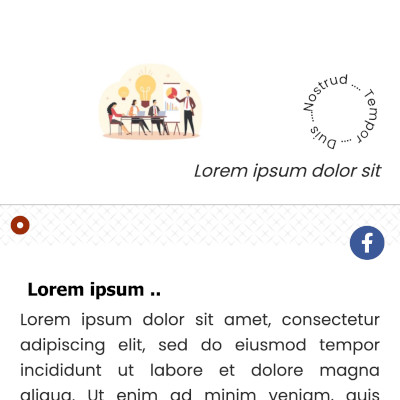 Nostrud .... Tempor .... Duis ....
Lorem ipsum dolor sit
Lorem ipsum ..
Lorem ipsum dolor sit amet, consectetur
adipiscing elit, sed do eiusmod tempor
incididunt ut labore et dolore magna
aliqua. Ut enim ad minim veniam, quis